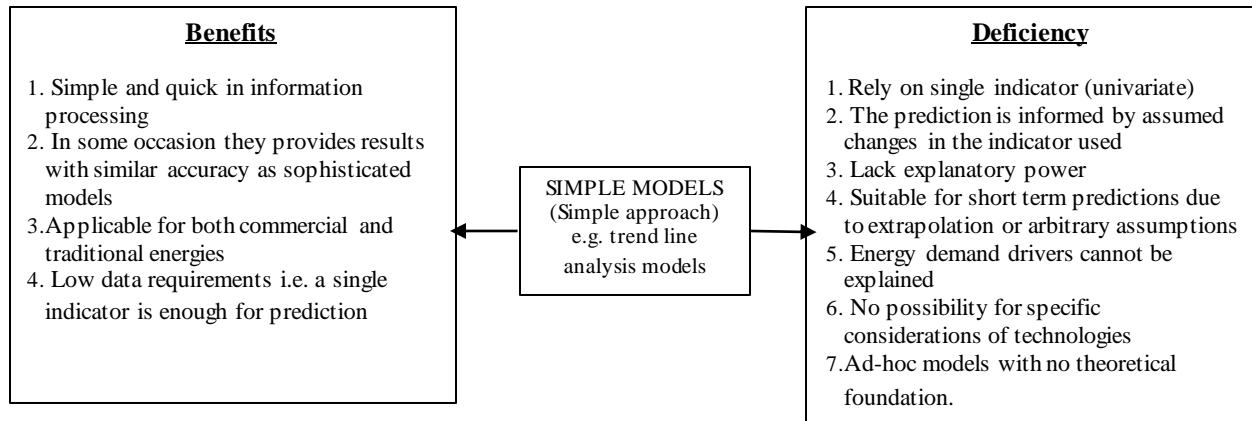 Benefits
1. Simple and quick in information
processing
2. In some occasion they provides results
with similar accuracy as sophisticated
models
3.Applicable for both commercial and
traditional energies
4. Low data requirements i.e. a single
indicator is enough for prediction
SIMPLE MODELS
(Simple approach)
e.g. trend line
analysis models
Deficiency
1. Rely on single indicator (univariate)
2. The prediction is informed by assumed
changes in the indicator used
3. Lack explanatory power
4. Suitable for short term predictions due
to extrapolation or arbitrary assumptions
5. Energy demand drivers cannot be
explained
6. No possibility for specific
considerations of technologies
7.Ad-hoc models with no theoretical
foundation.